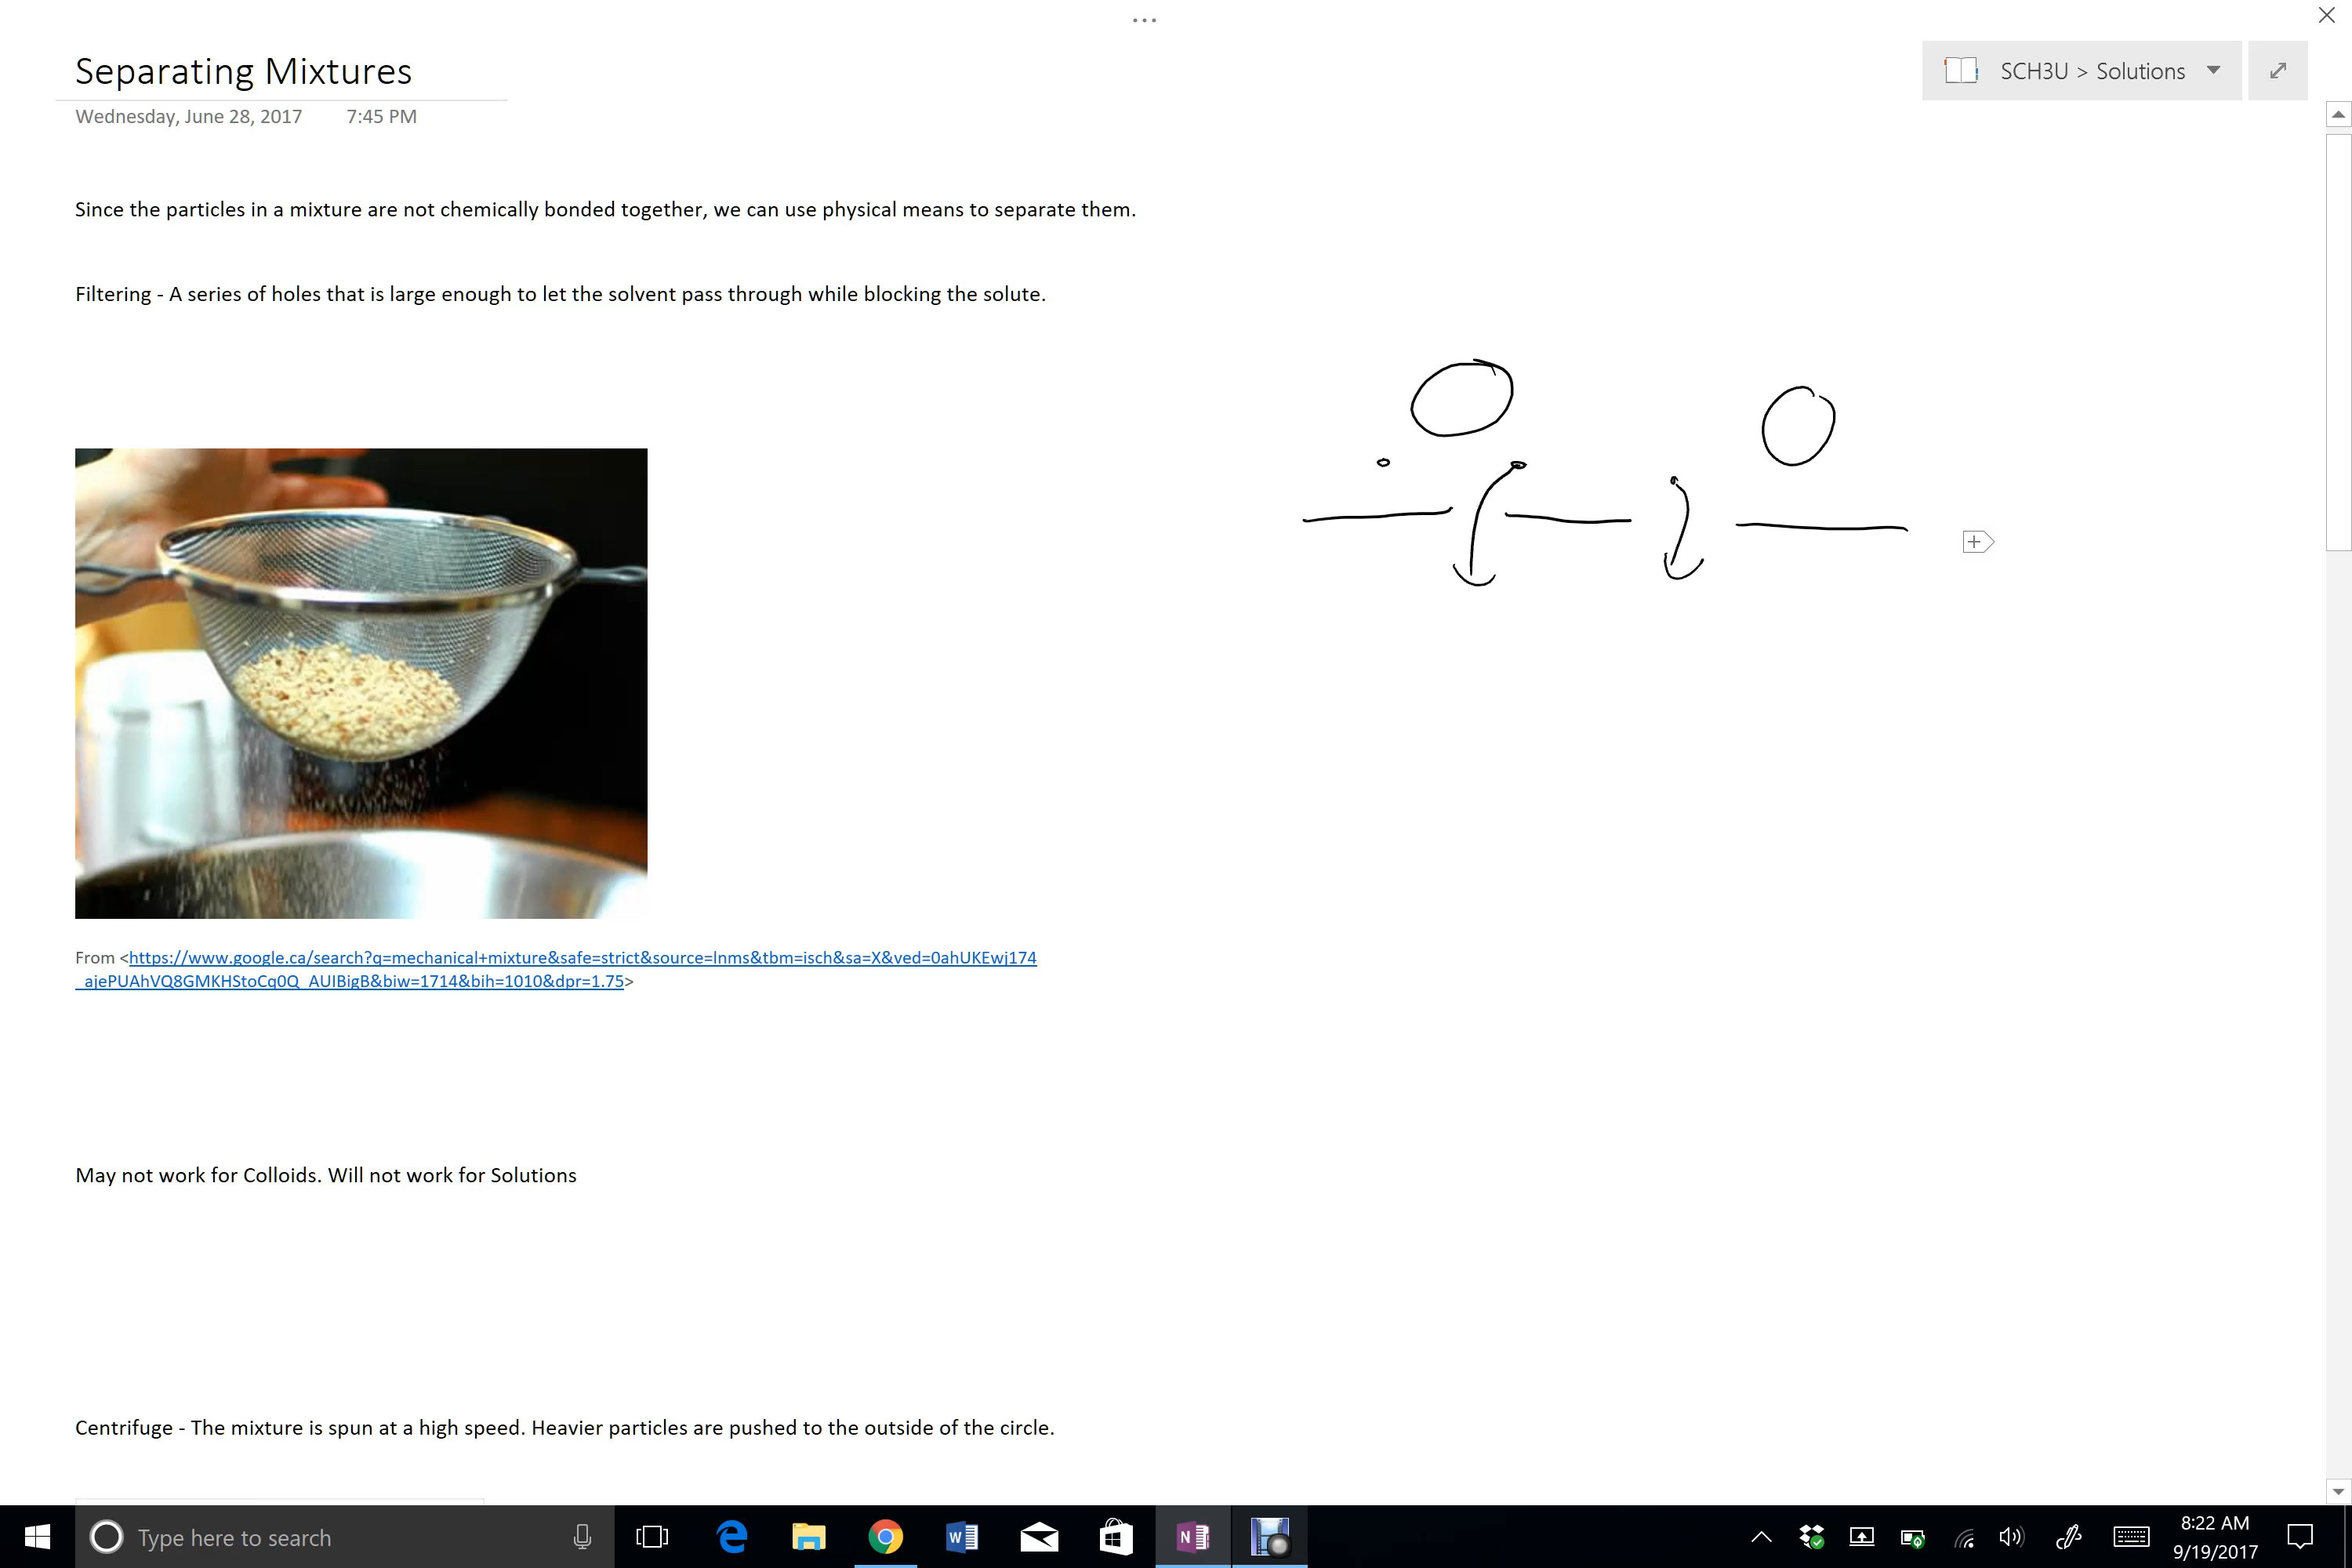 Separating Mixtures
SCH3U > Solutions
Wednesday, June 28, 2017 7:45 PM
Since the particles in a mixture are not chemically bonded together, we can use physical means to separate them.
Filtering - A series of holes that is large enough to let the solvent pass through while blocking the solute.
From <https://www.google.ca/search?q=mechanical+mixture&safe=strict&source=lnms&tbm=isch&sa=X&ved=0ahUKEwj174
_ajePUAhVQ8GMKHStoCq0Q_AUIBigB&biw=1714&bih=1010&dpr=1.75>
May not work for Colloids. Will not work for Solutions
Centrifuge - The mixture is spun at a high speed. Heavier particles are pushed to the outside of the circle.
Type here to search
8:22 AM
9/19/2017